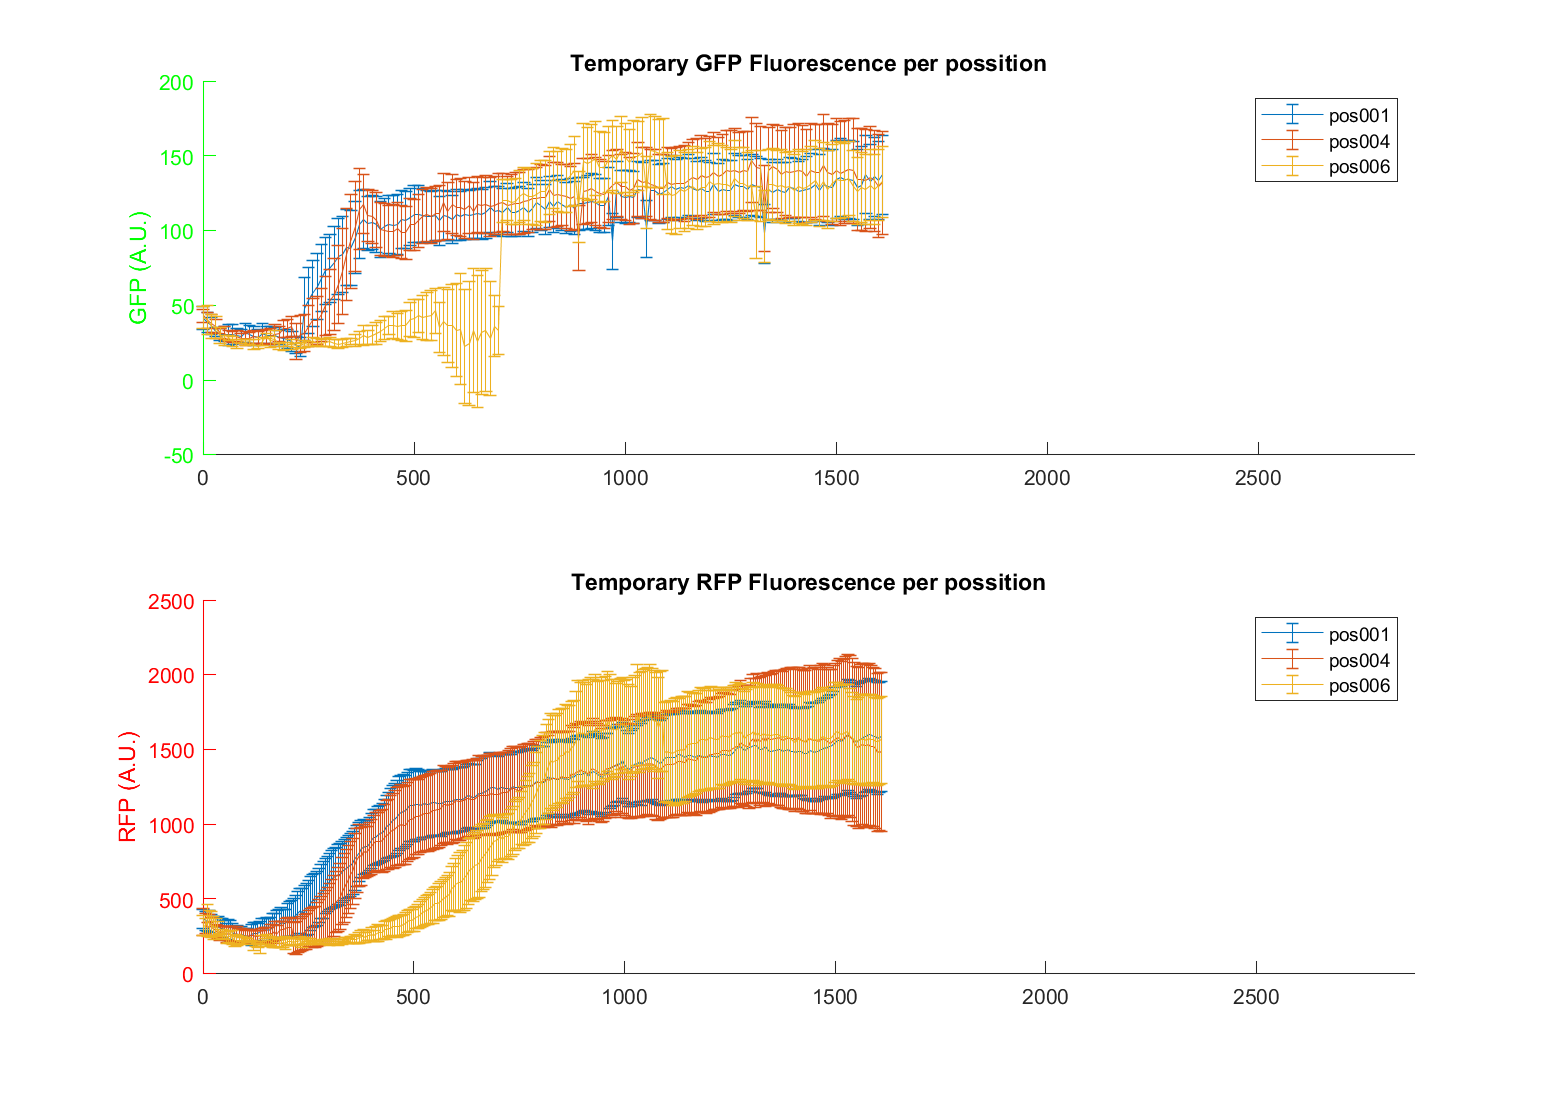 Temporary GFP Fluorescence per possition
200
150
100
50
0
-50
GFP (A.U.)
0 500 1000 1500 2000 2500
pos001
pos004
pos006
Temporary RFP Fluorescence per possition
2500
2000
1500
1000
500
0
RFP (A.U.)
0 500 1000 1500 2000 2500
pos001
pos004
pos006